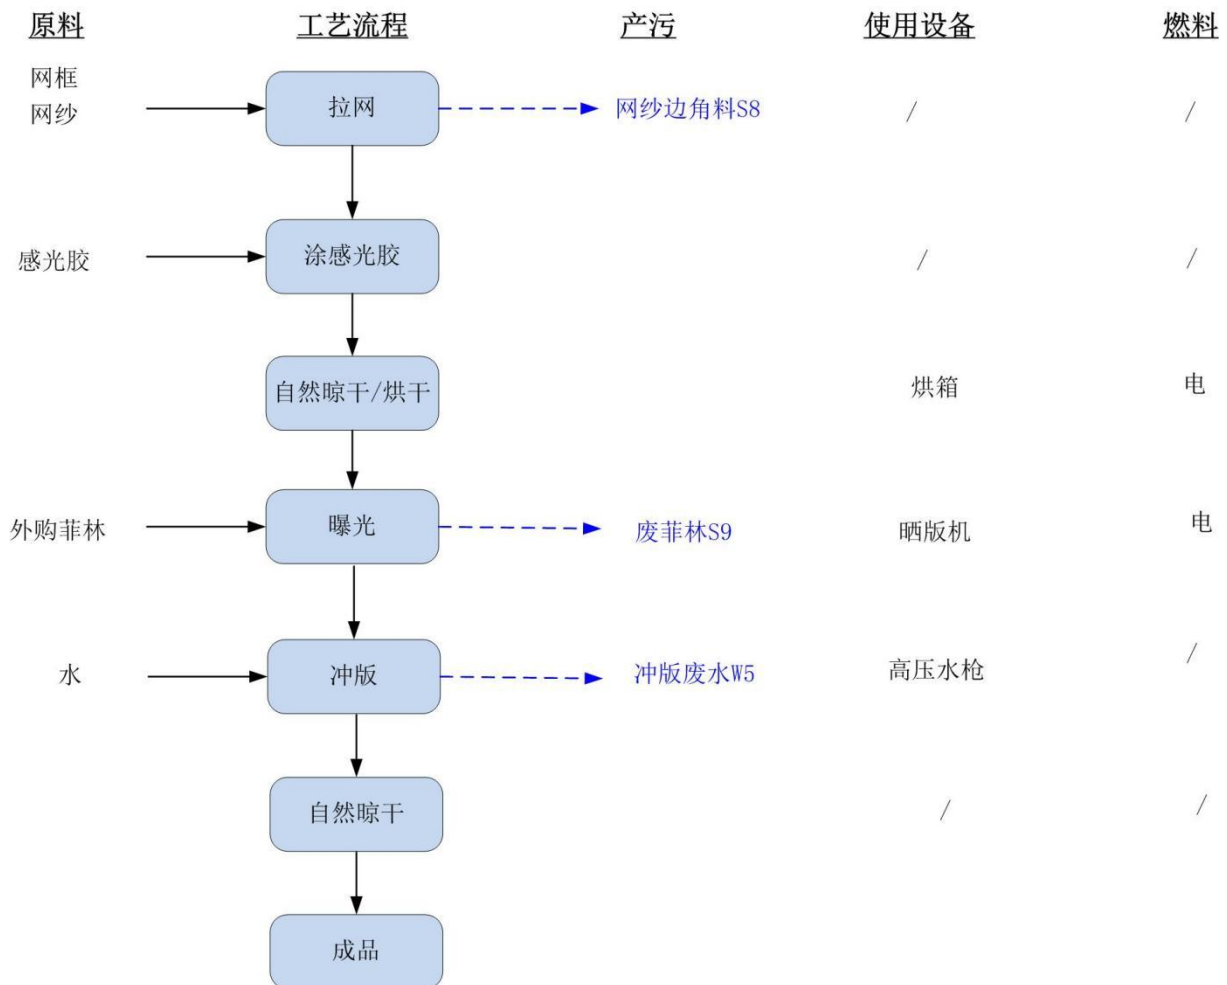 原料 工艺流程 产污 使用设备 燃料
网框
网纱 拉网 网纱边角料S8 / /
感光胶 涂感光胶 / /
自然晾干/烘干 烘箱 电
外购菲林 曝光 废菲林S9 晒版机 电
水 冲版 冲版废水W5 高压水枪 /
自然晾干 / /
成品